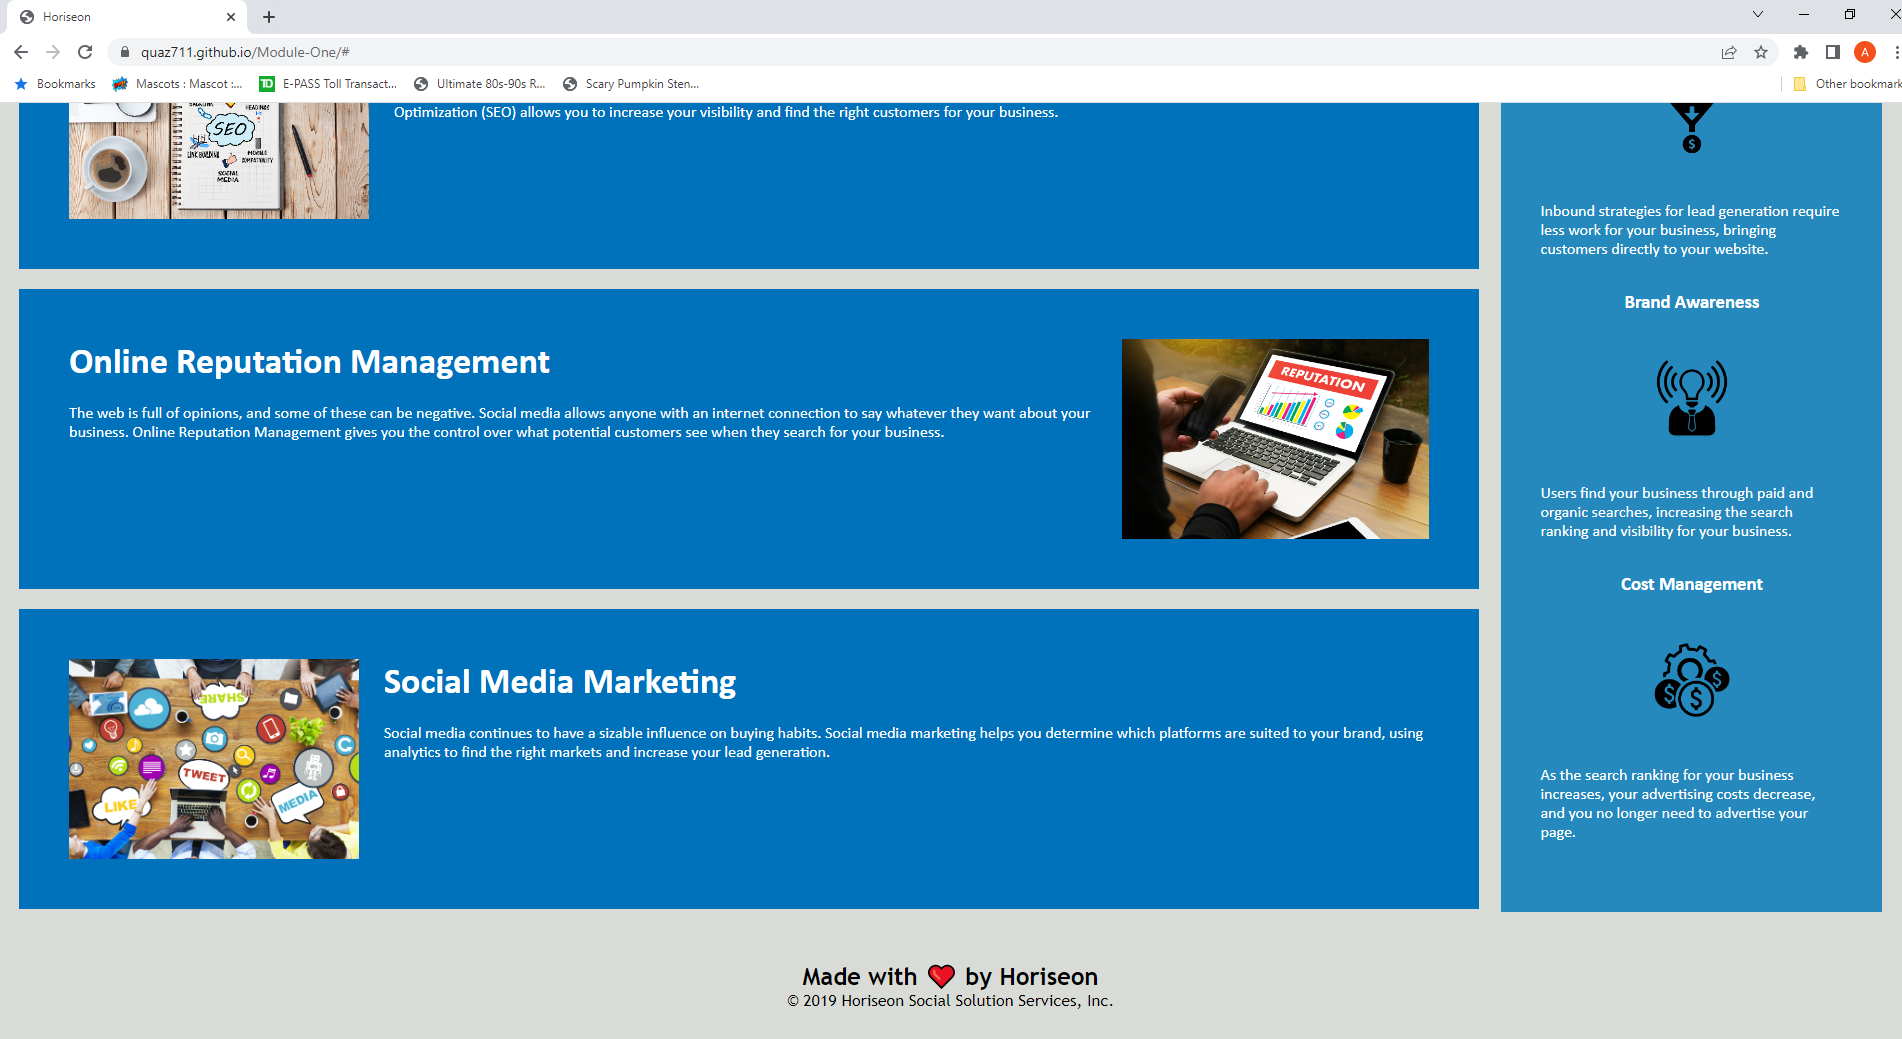 Horiseon
quaz711.github.io/Module-One/#
A
Bookmarks
Mascots : Mascot :...
E-PASS Toll Transact...
Ultimate 80s-90s R...
Scary Pumpkin Sten...
Other bookmark
SEO
LINK BUILDING
MOBILE COMPATIBILITY
SOCIAL
MEDIA
Optimization (SEO) allows you to increase your visibility and find the right customers for your business.
Online Reputation Management
The web is full of opinions, and some of these can be negative. Social media allows anyone with an internet connection to say whatever they want about your
business. Online Reputation Management gives you the control over what potential customers see when they search for your business.
REPUTATION
SHARE
TWEET
LIKE
MEDIA
Social Media Marketing
Social media continues to have a sizable influence on buying habits. Social media marketing helps you determine which platforms are suited to your brand, using
analytics to find the right markets and increase your lead generation.
Inbound strategies for lead generation require
less work for your business, bringing
customers directly to your website.
Brand Awareness
Users find your business through paid and
organic searches, increasing the search
ranking and visibility for your business.
Cost Management
As the search ranking for your business
increases, your advertising costs decrease,
and you no longer need to advertise your
page.
Made with ❤️ by Horiseon
© 2019 Horiseon Social Solution Services, Inc.